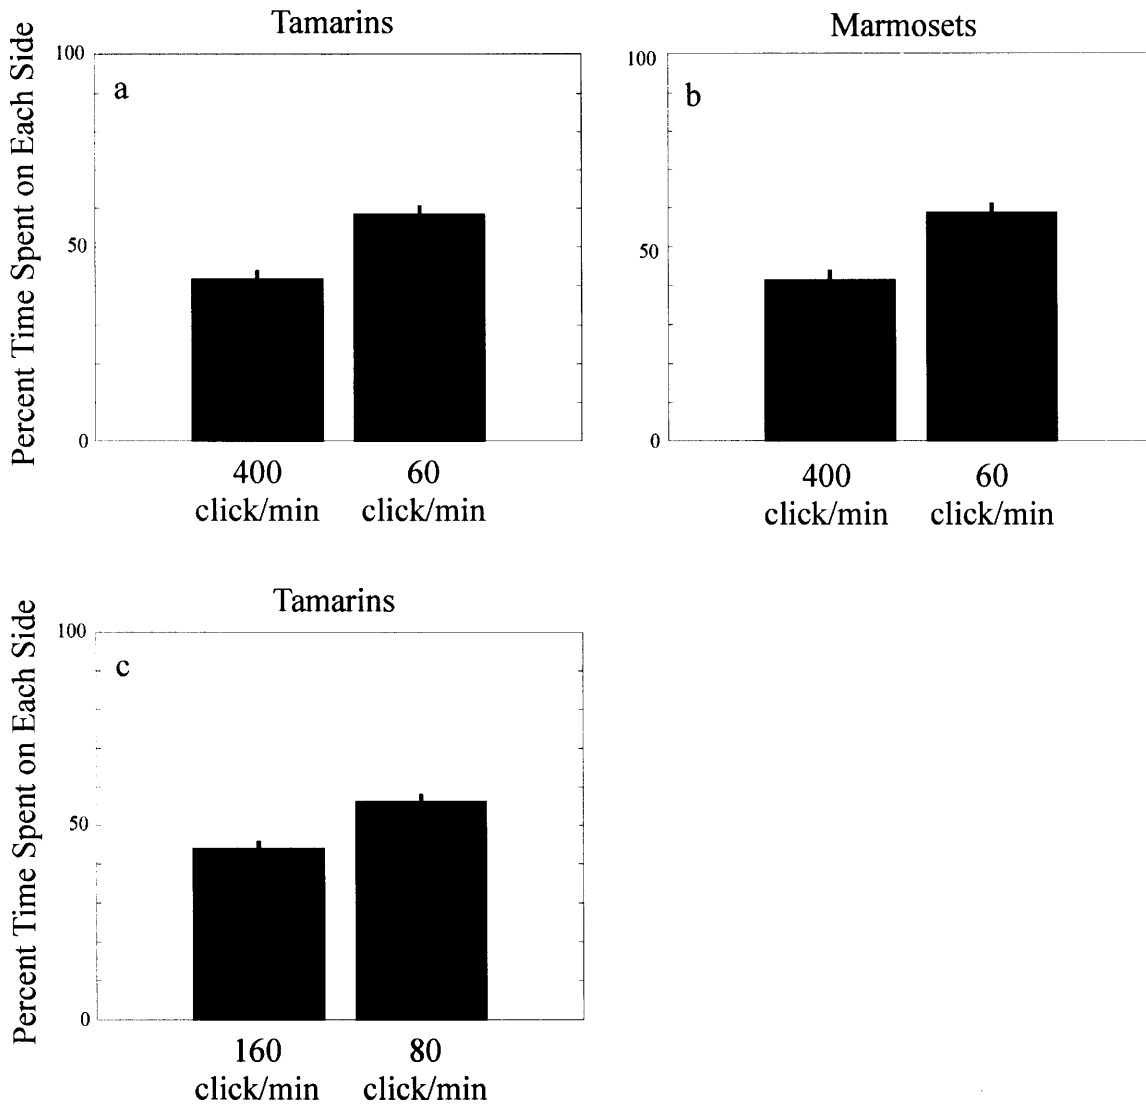 Tamarins
Percent Time Spent on Each Side
100
a
50
0
400
click/min
60
click/min
Marmosets
100
b
50
0
400
click/min
60
click/min
Tamarins
Percent Time Spent on Each Side
100
c
50
0
160
click/min
80
click/min